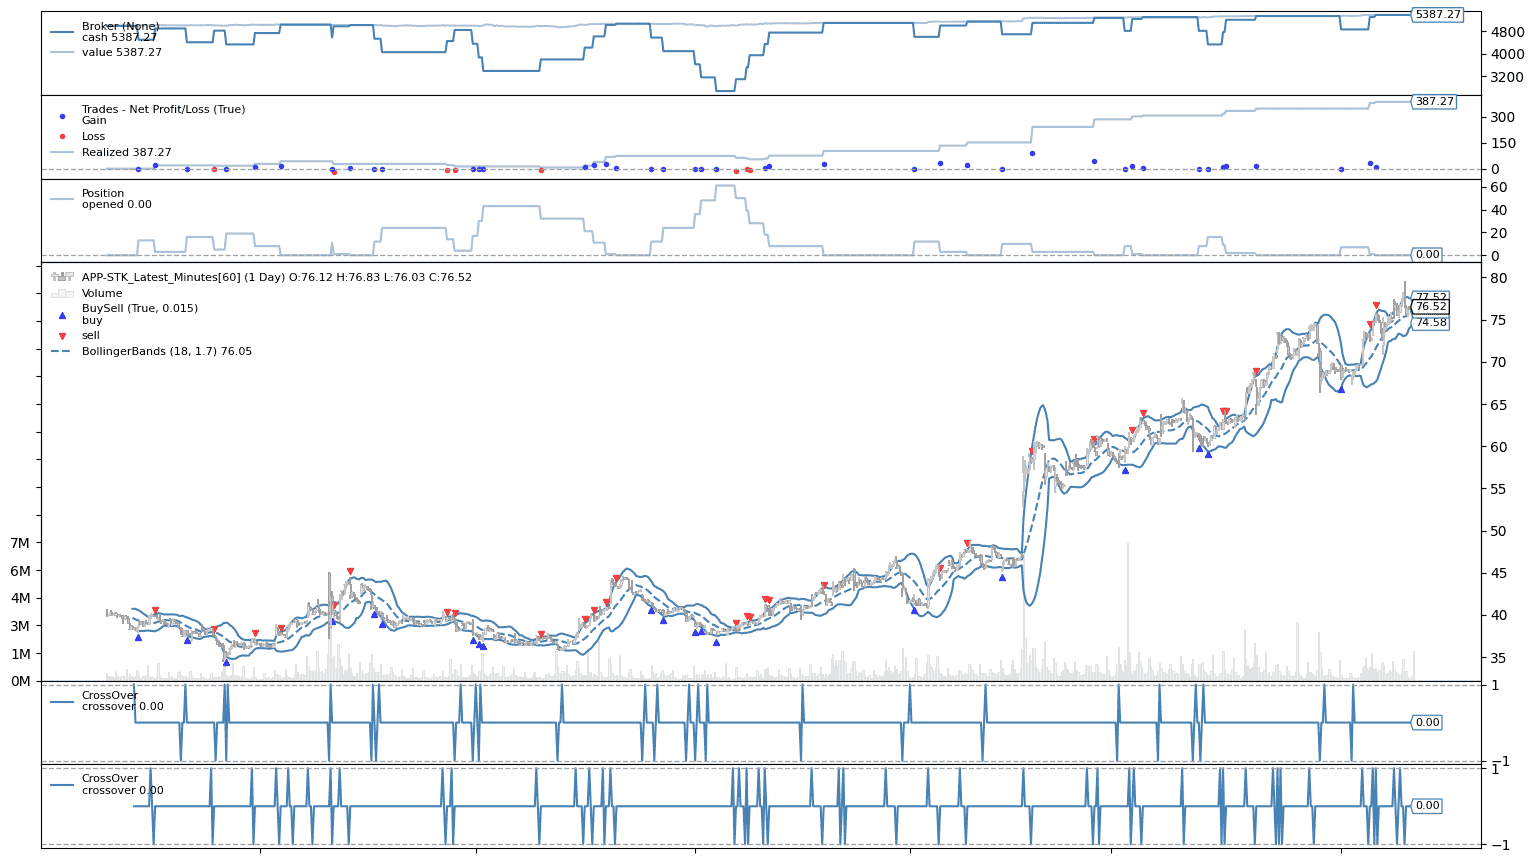 Broker (None)
cash 5387.27
value 5387.27
5387.27
4800
4000
3200
Trades - Net Profit/Loss (True)
Gain
Loss
Realized 387.27
387.27
300
150
0
Position
opened 0.00
60
40
20
0
0.00
APP-STK_Latest_Minutes[60] (1 Day) O:76.12 H:76.83 L:76.03 C:76.52
Volume
BuySell (True, 0.015)
buy
sell
BollingerBands (18, 1.7) 76.05
80
77.52
76.52
74.58
75
70
65
60
55
50
45
40
35
7M
6M
4M
3M
1M
0M
CrossOver
crossover 0.00
1
0.00
−1
CrossOver
crossover 0.00
1
0.00
−1